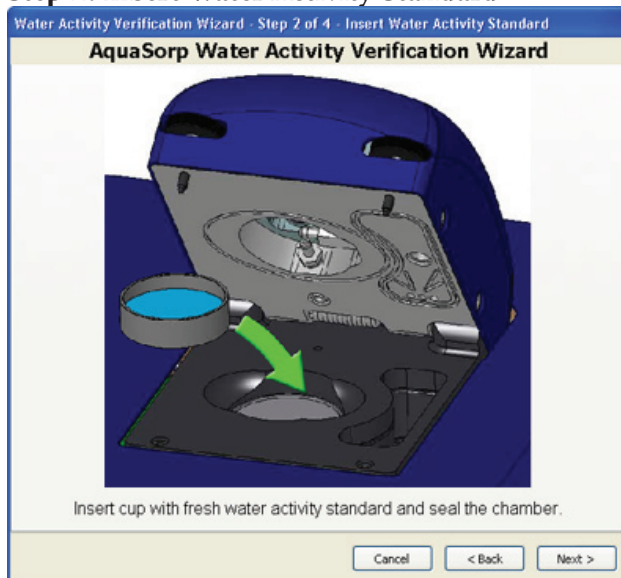 Water Activity Verification Wizard - Step 2 of 4 - Insert Water Activity Standard
AquaSorp Water Activity Verification Wizard
Insert cup with fresh water activity standard and seal the chamber.
Cancel
< Back
Next >